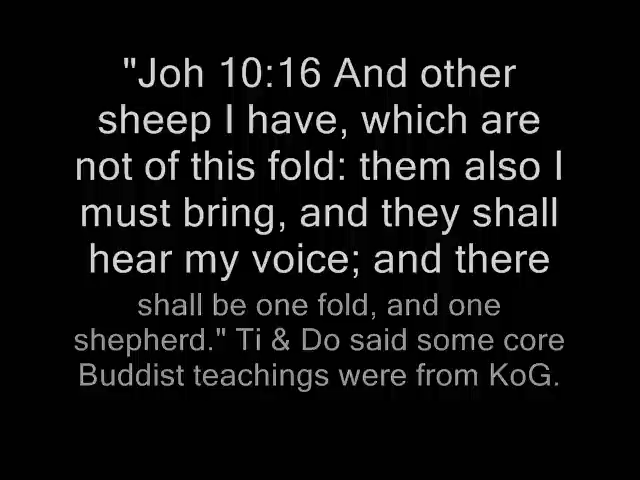 "Joh 10:16 And other
sheep I have, which are
not of this fold: them also I
must bring, and they shall
hear my voice; and there
shall be one fold, and one
shepherd." Ti & Do said some core
Buddist teachings were from KoG.